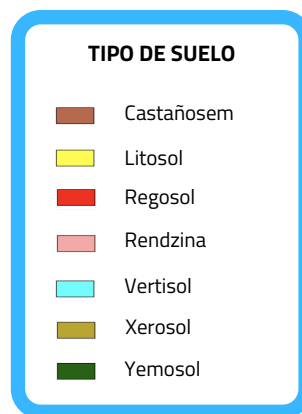 TIPO DE SUELO
Castañosem
Litosol
Regosol
Rendzina
Vertisol
Xerosol
Yemosol